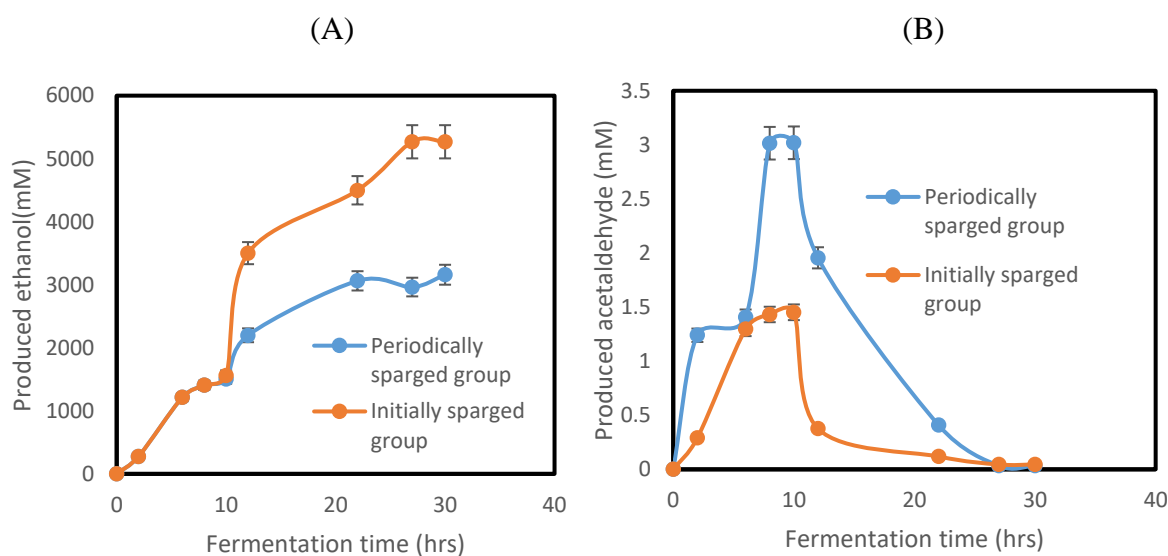 (A)
6000
5000
4000
3000
2000
1000
0
0
10
20
30
40
Produced ethanol(mM)
Fermentation time (hrs)
Periodically
sparged group
Initially sparged
group
(B)
3.5
3
2.5
2
1.5
1
0.5
0
0
10
20
30
40
Produced acetaldehyde (mM)
Fermentation time (hrs)
Periodically
sparged group
Initially sparged
group